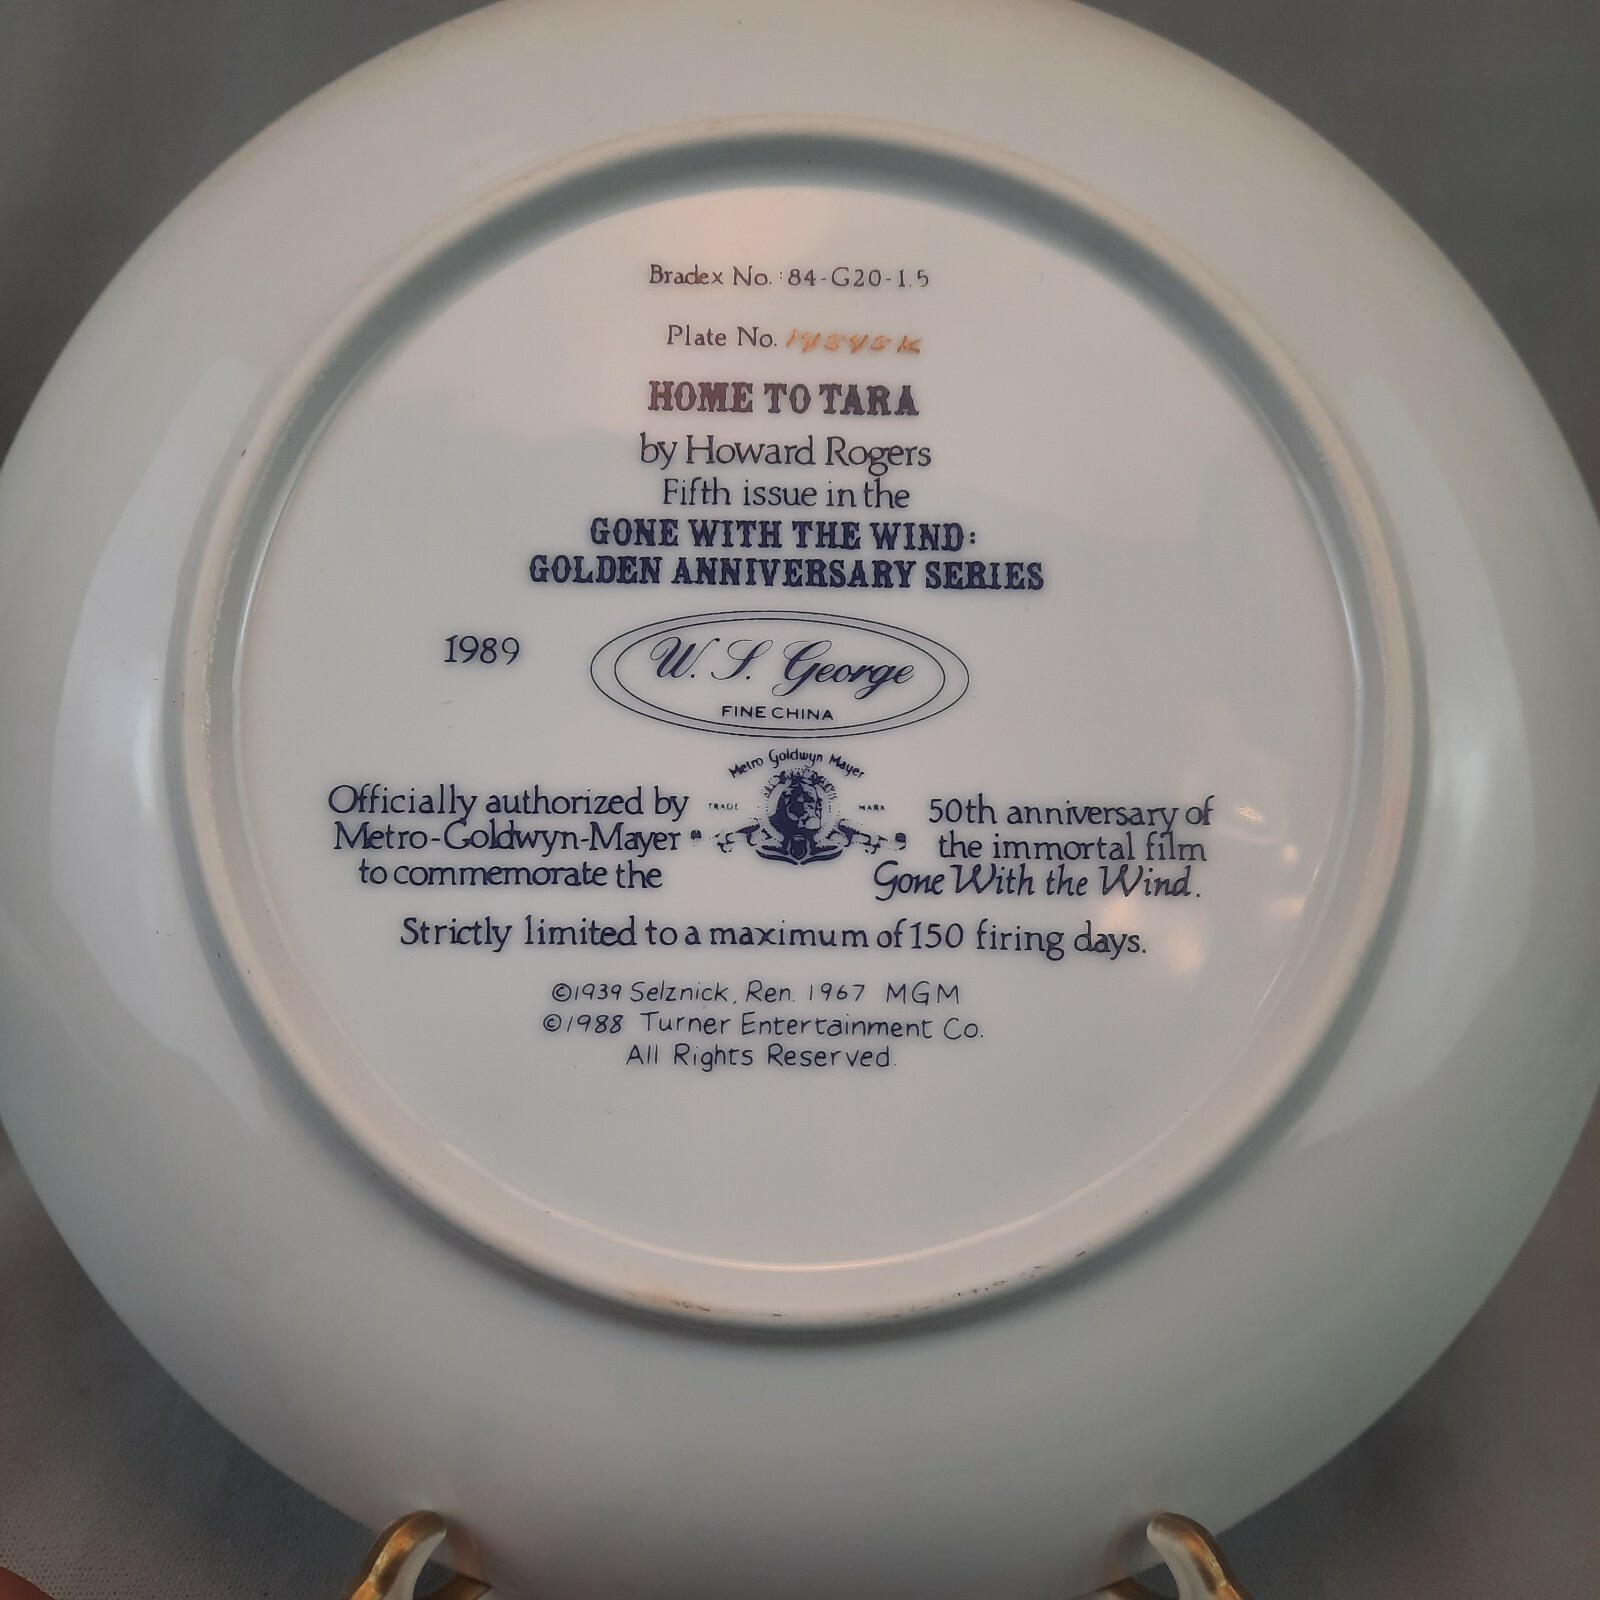 Bradex No. : 84-G20-1.5
Plate No. 14545K
HOME TO TARA
by Howard Rogers
Fifth issue in the
GONE WITH THE WIND:
GOLDEN ANNIVERSARY SERIES
1989
W. S. George
FINE CHINA
Metro Goldwyn Mayer
TRADE MARK
Officially authorized by
Metro-Goldwyn-Mayer
to commemorate the
50th anniversary of
the immortal film
Gone With the Wind.
Strictly limited to a maximum of 150 firing days.
©1939 Selznick, Ren. 1967 MGM
©1988 Turner Entertainment Co.
All Rights Reserved.